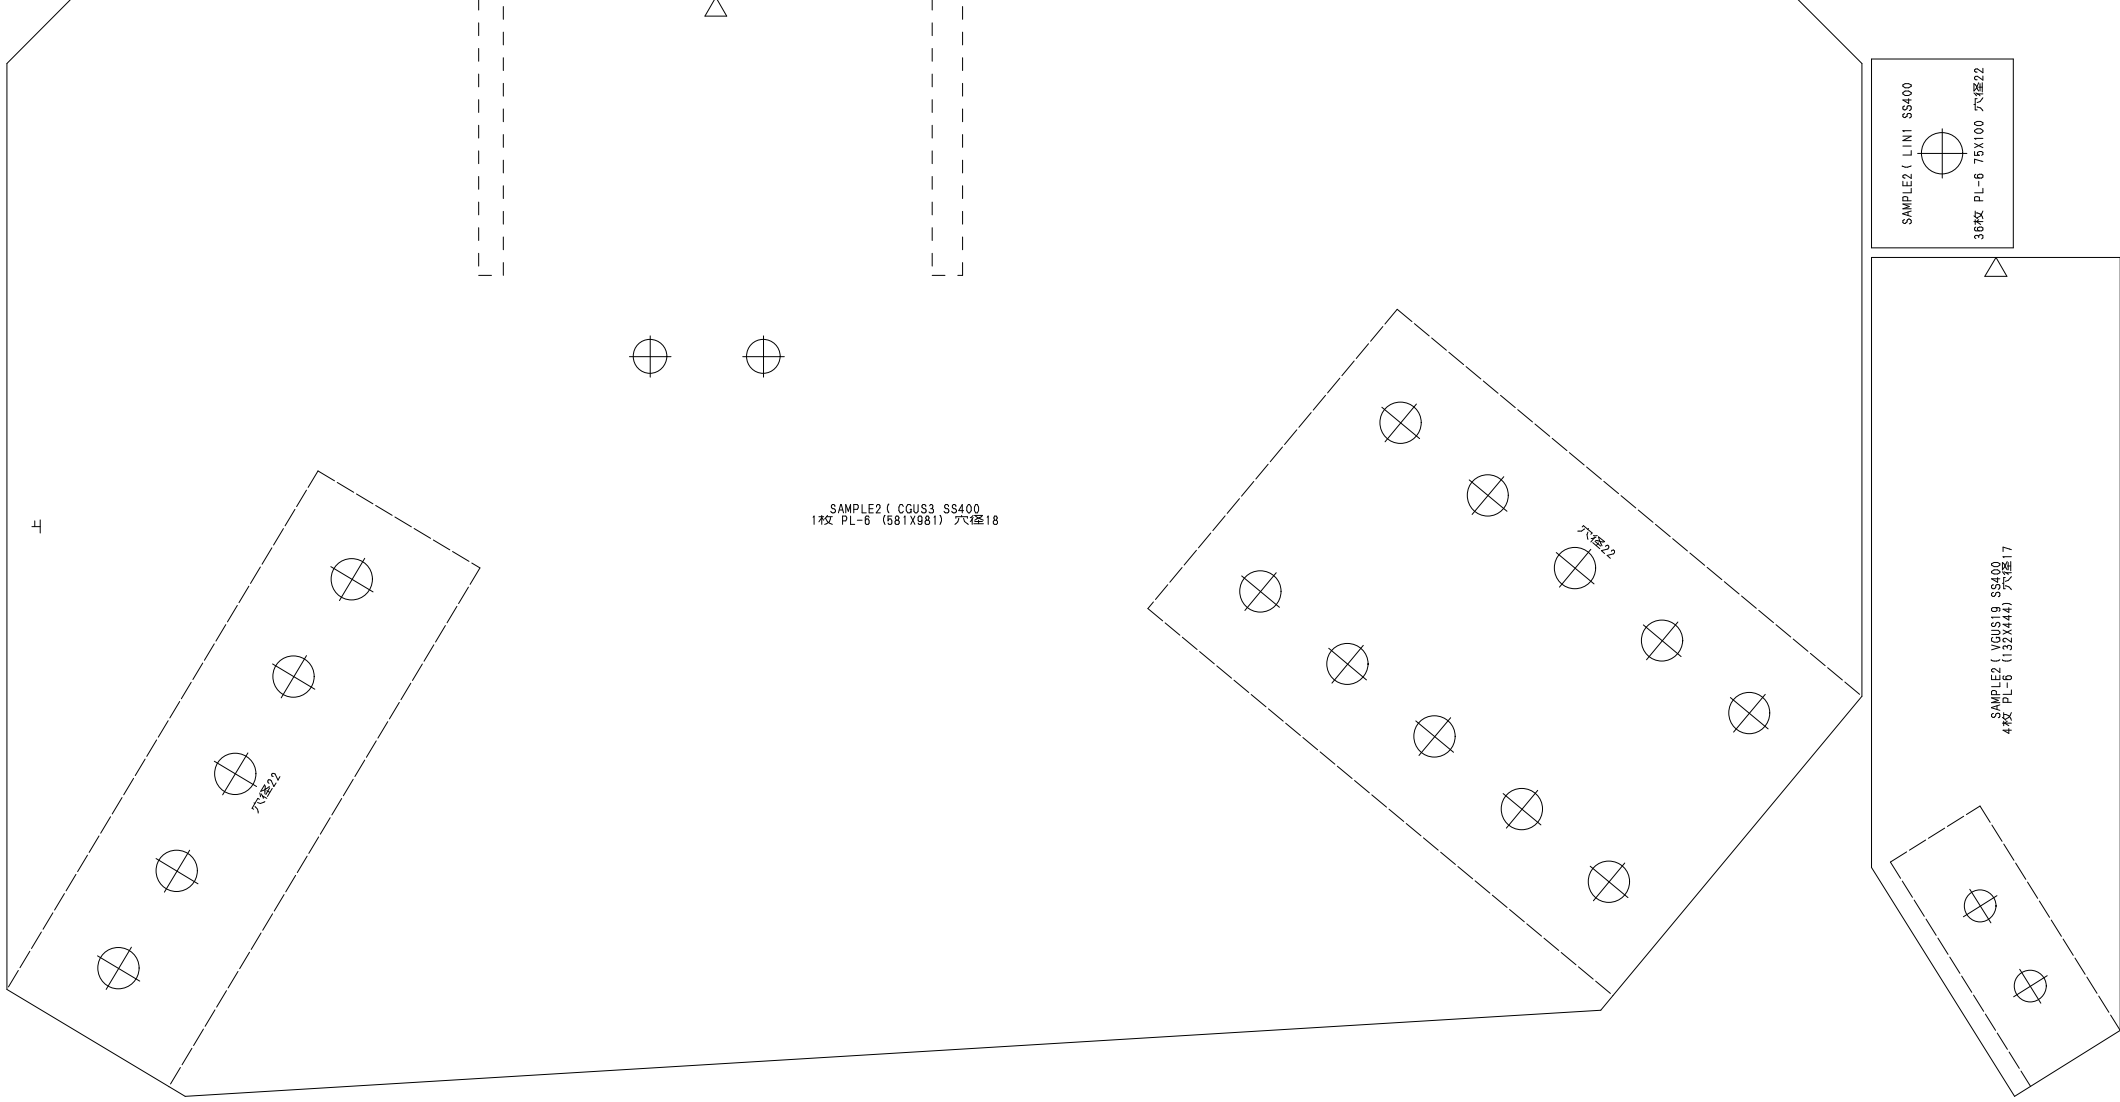 上
SAMPLE2( CGUS3 SS400
1枚 PL-6 (581X981) 穴径18
穴径22
穴径22
SAMPLE2( LIN1 SS400
36枚 PL-6 75X100 穴径22
SAMPLE2( VGUS19 SS400
4枚 PL-6 (132X444) 穴径17